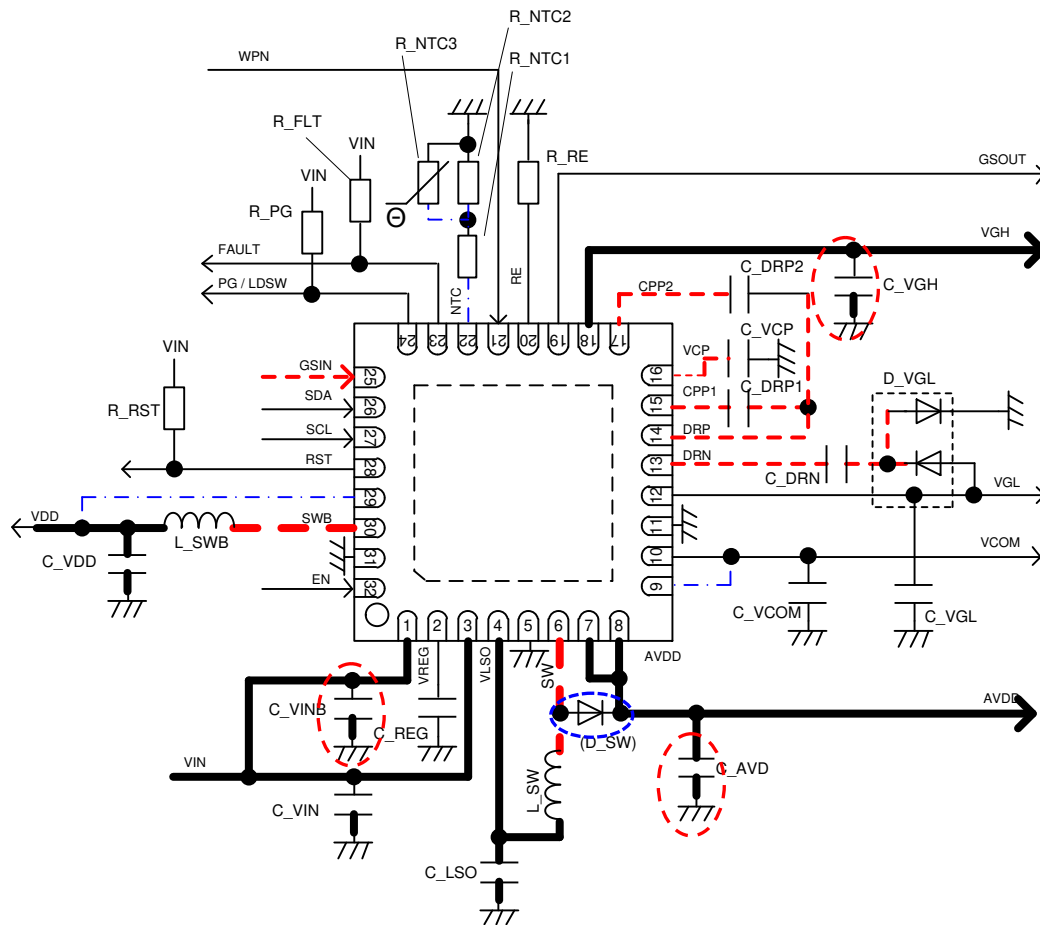 R_NTC2
R_NTC3
R_NTC1
WPN
R_FLT
VIN
R_RE
GSOUT
VIN
R_PG
Θ
VGH
FAULT
C_DRP2
PG / LDSW
NTC
RE
CPP2
C_VGH
24
23
22
21
20
19
18
17
C_VCP
VIN
VCP
GSIN
25
16
C_DRP1
D_VGL
SDA
26
15
CPP1
R_RST
SCL
27
14
DRP
RST
28
13
DRN
C_DRN
29
12
VGL
VDD
SWB
30
11
L_SWB
C_VDD
31
10
VCOM
EN
32
9
C_VCOM
C_VGL
1
2
3
4
5
6
7
8
AVDD
VREG
VLSO
SW
C_VINB
AVDD
C_REG
(D_SW)
VIN
C_AVD
L_SW
C_VIN
C_LSO